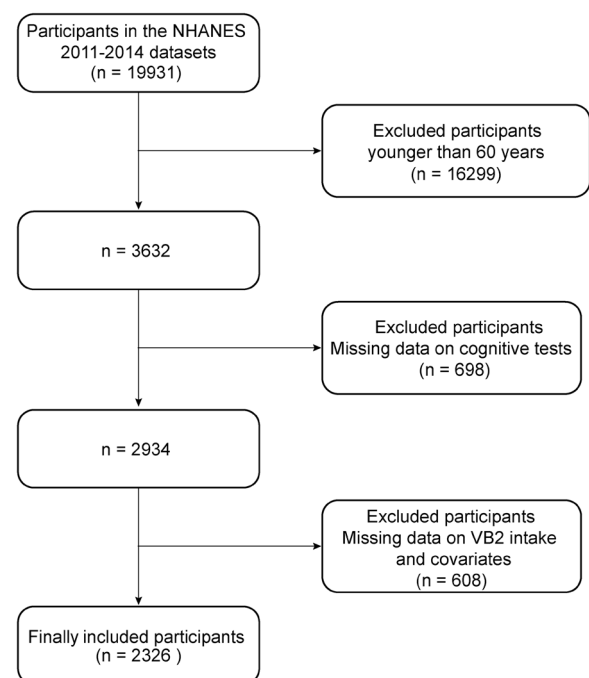 Participants in the NHANES
2011-2014 datasets
(n = 19931)
Excluded participants
younger than 60 years
(n = 16299)
n = 3632
Excluded participants
Missing data on cognitive tests
(n = 698)
n = 2934
Excluded participants
Missing data on VB2 intake
and covariates
(n = 608)
Finally included participants
(n = 2326 )